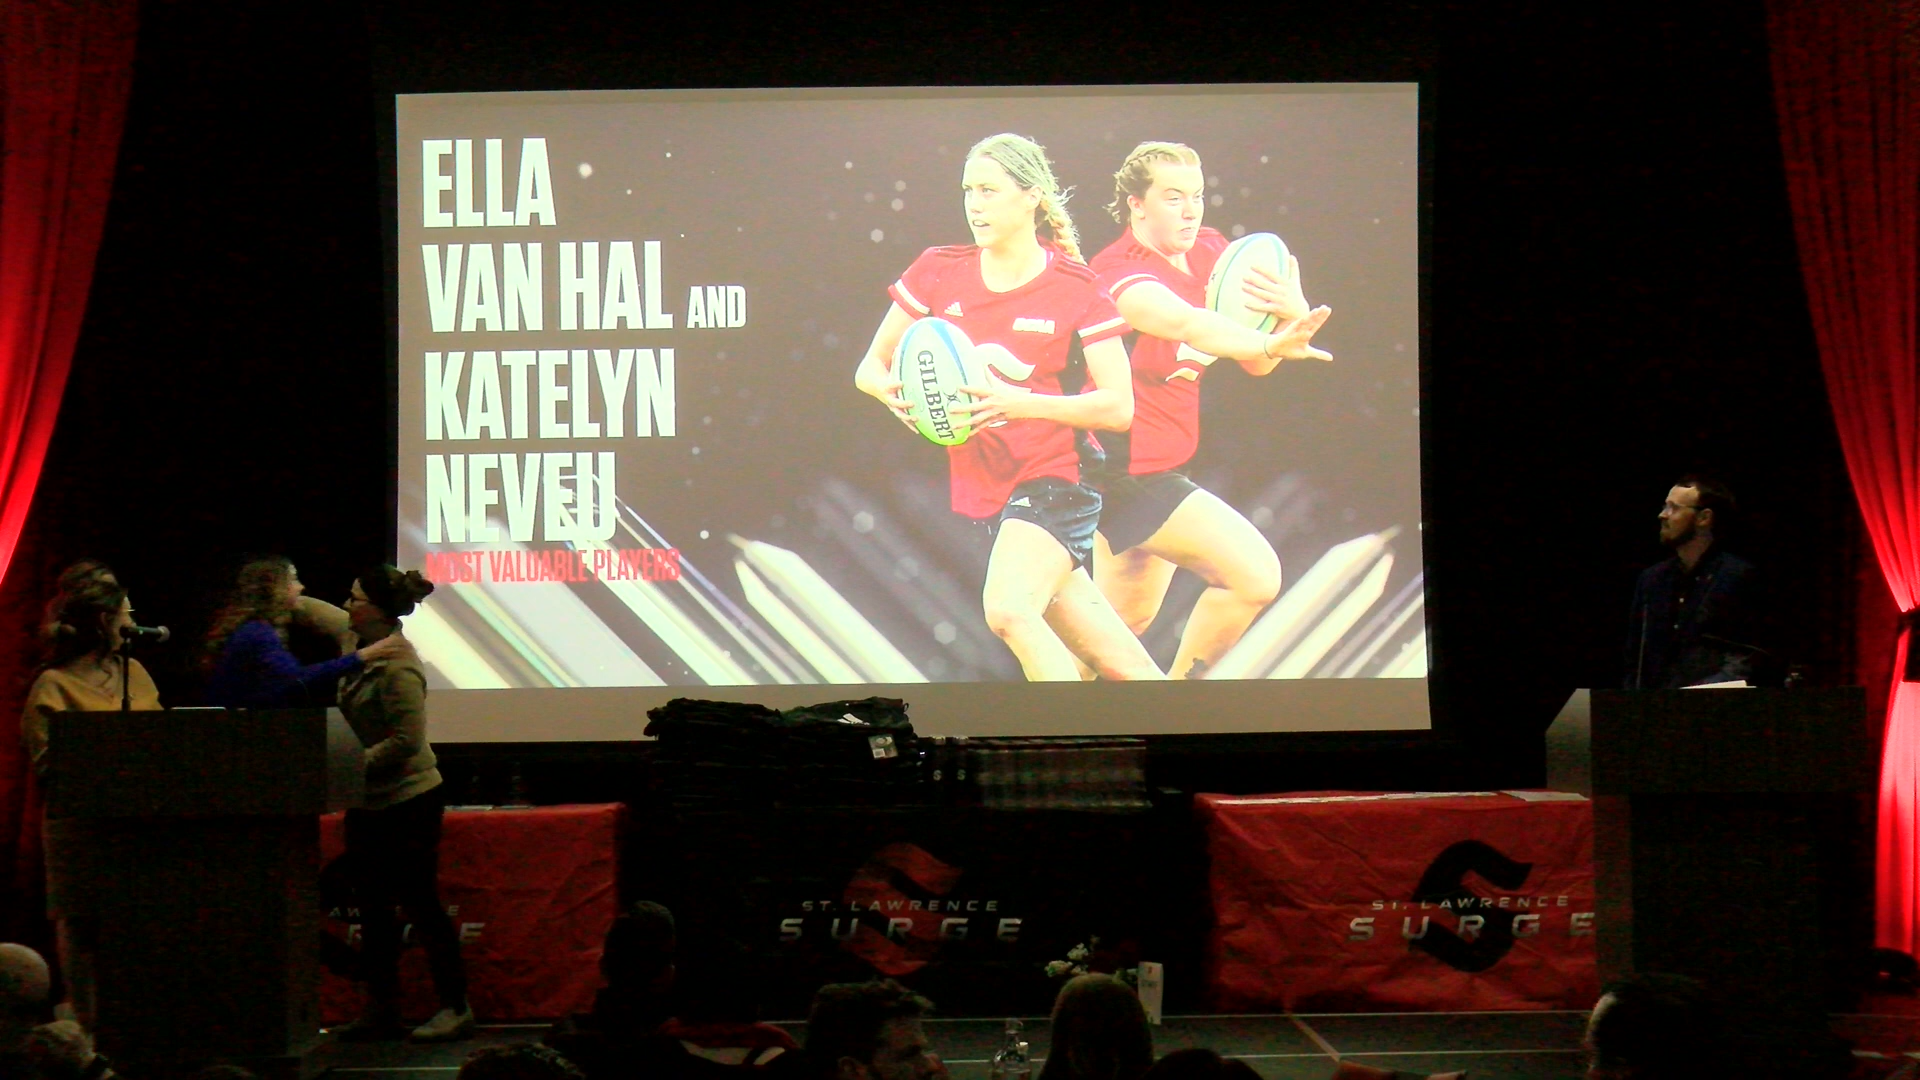 ELLA
VAN HAL AND
KATELYN
NEVEU
MOST VALUABLE PLAYERS
GILBERT
ST. LAWRENCE
SURGE
ST. LAWRENCE
SURGE